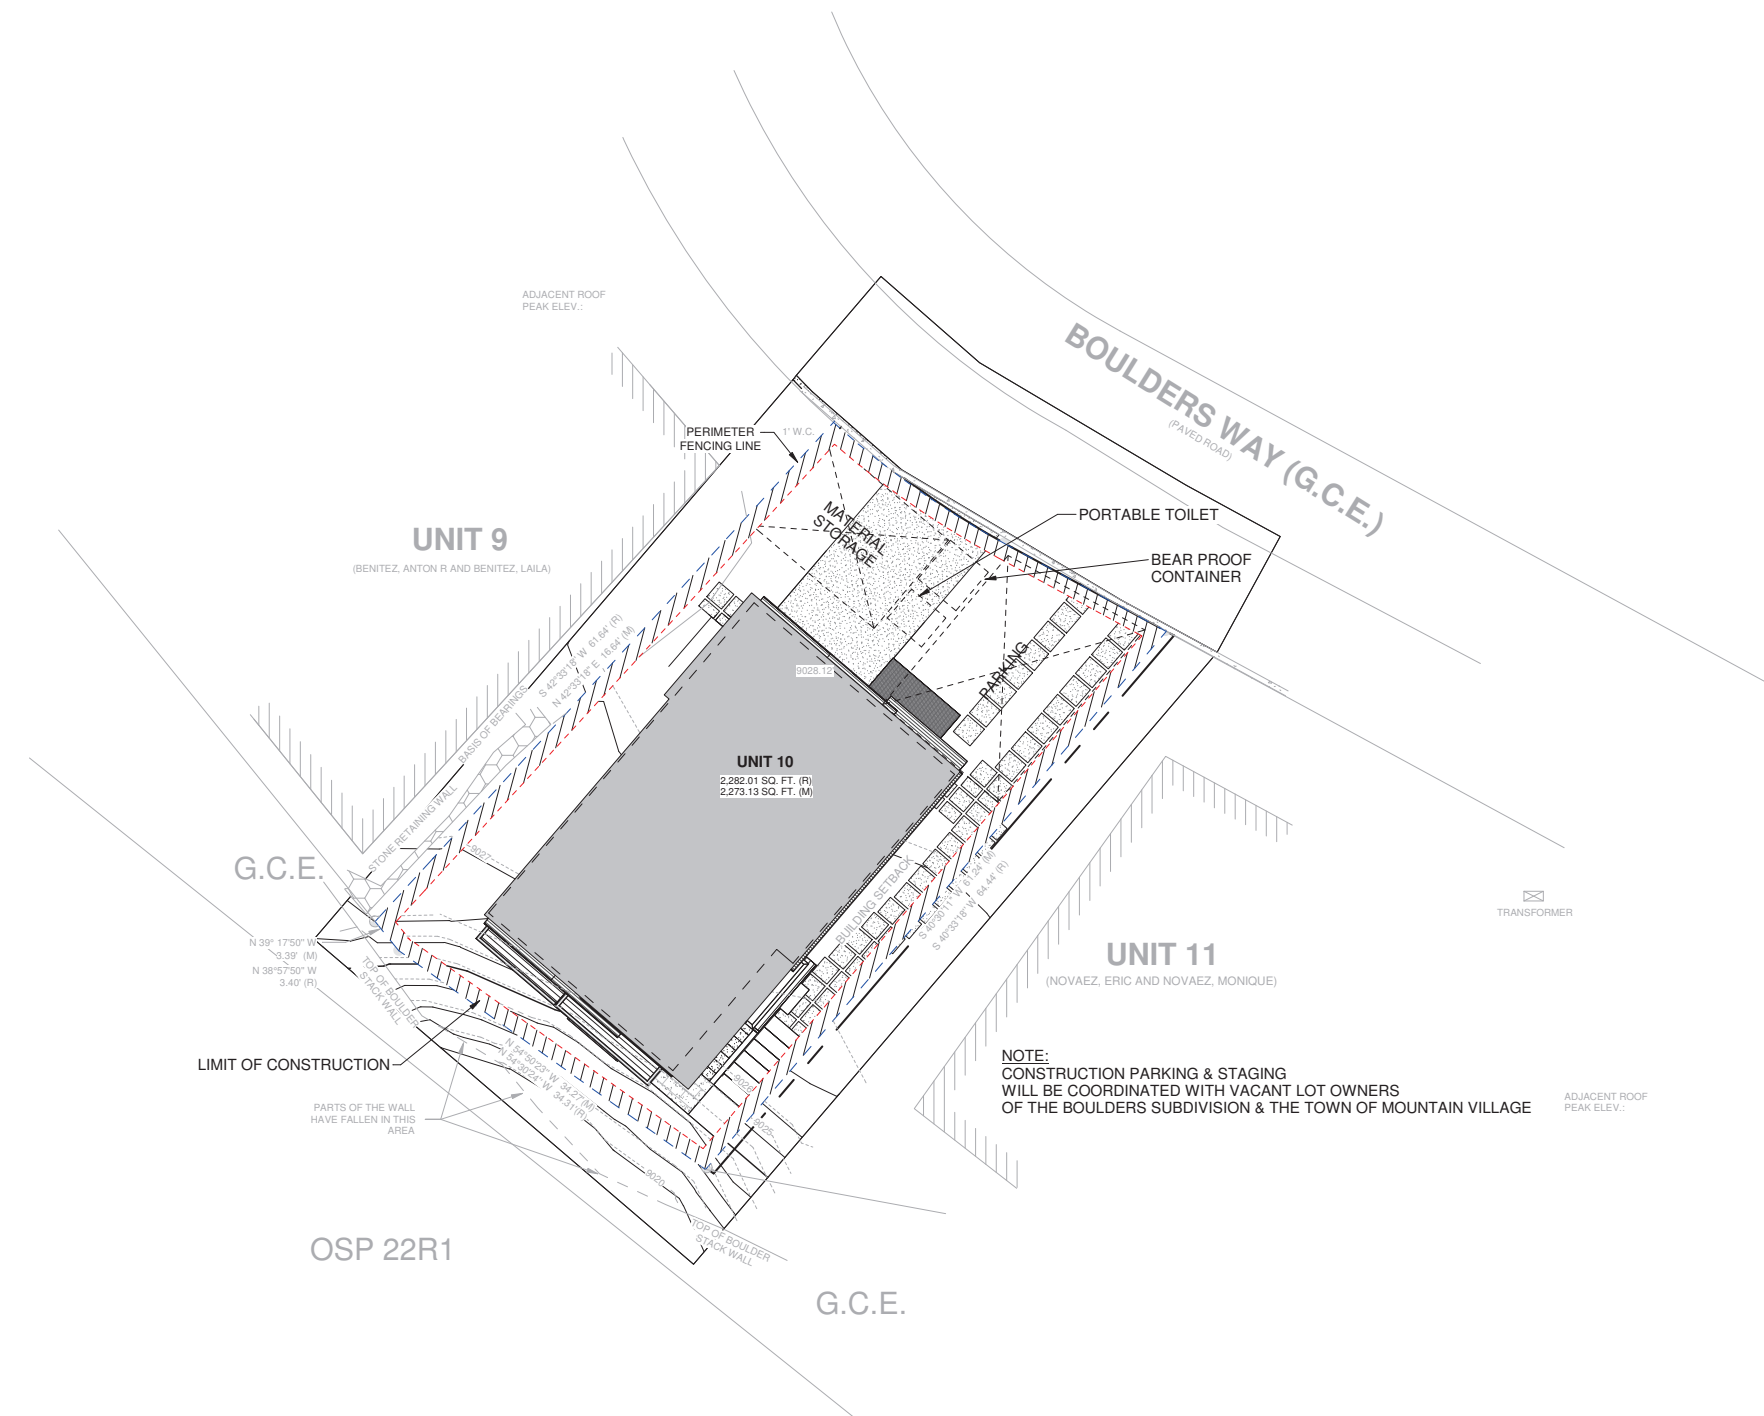 ADJACENT ROOF
PEAK ELEV.:
BOULDERS WAY (G.C.E.)
(PAVED ROAD)
PERIMETER
FENCING LINE
1' W.C.
MATERIAL
STORAGE
PORTABLE TOILET
BEAR PROOF
CONTAINER
UNIT 9
(BENITEZ, ANTON R AND BENITEZ, LAILA)
S 42°33'18" W 61.64' (R)
N 42°33'18" E 16.64' (M)
BASIS OF BEARINGS
PARKING
9028.12'
UNIT 10
2,282.01 SQ. FT. (R)
2,273.13 SQ. FT. (M)
STONE RETAINING WALL
9027
G.C.E.
BUILDING SETBACK
S 40°30'11" W 61.24' (M)
S 40°33'18" W 64.44' (R)
TRANSFORMER
N 39° 17'50" W
3.39' (M)
N 38°57'50" W
3.40' (R)
TOP OF BOULDER
STACK WALL
UNIT 11
(NOVAEZ, ERIC AND NOVAEZ, MONIQUE)
LIMIT OF CONSTRUCTION
N 54°50'23" W 34.27' (M)
N 54°30'24" W 34.31' (R)
9026
9025
9020
NOTE:
CONSTRUCTION PARKING & STAGING
WILL BE COORDINATED WITH VACANT LOT OWNERS
OF THE BOULDERS SUBDIVISION & THE TOWN OF MOUNTAIN VILLAGE
ADJACENT ROOF
PEAK ELEV.:
PARTS OF THE WALL
HAVE FALLEN IN THIS
AREA
TOP OF BOULDER
STACK WALL
OSP 22R1
G.C.E.